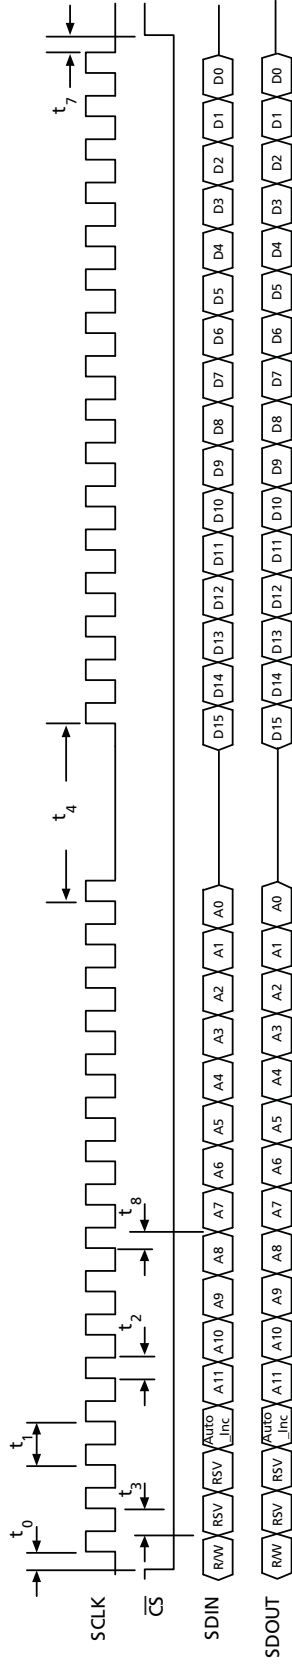 t0 t1 t3 t2 t8 t4 t7
SCLK
CS
SDIN R/W RSV RSV Auto_Inc A11 A10 A9 A8 A7 A6 A5 A4 A3 A2 A1 A0 D15 D14 D13 D12 D11 D10 D9 D8 D7 D6 D5 D4 D3 D2 D1 D0
SDOUT R/W RSV RSV Auto_Inc A11 A10 A9 A8 A7 A6 A5 A4 A3 A2 A1 A0 D15 D14 D13 D12 D11 D10 D9 D8 D7 D6 D5 D4 D3 D2 D1 D0